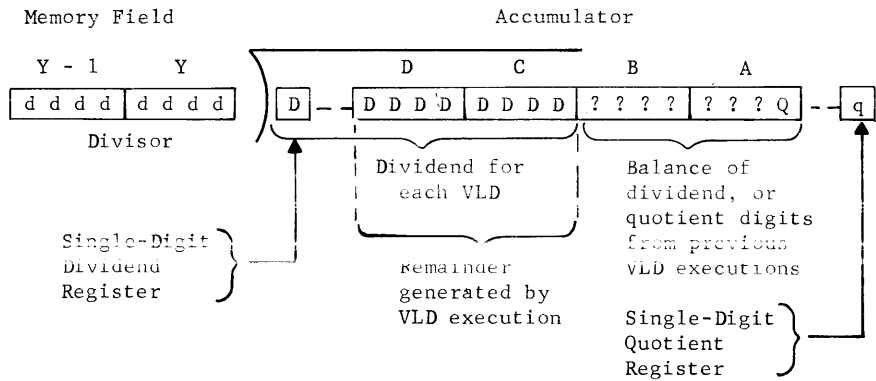 Memory Field
Accumulator
Y - 1 Y
D C B A
d d d d d d d d
D D D D D D D D D ? ? ? ? ? ? ? Q q
Divisor
Dividend for
each VLD
Balance of
dividend, or
quotient digits
from previous
VLD executions
Single-Digit
Dividend
Register
Remainder
generated by
VLD execution
Single-Digit
Quotient
Register